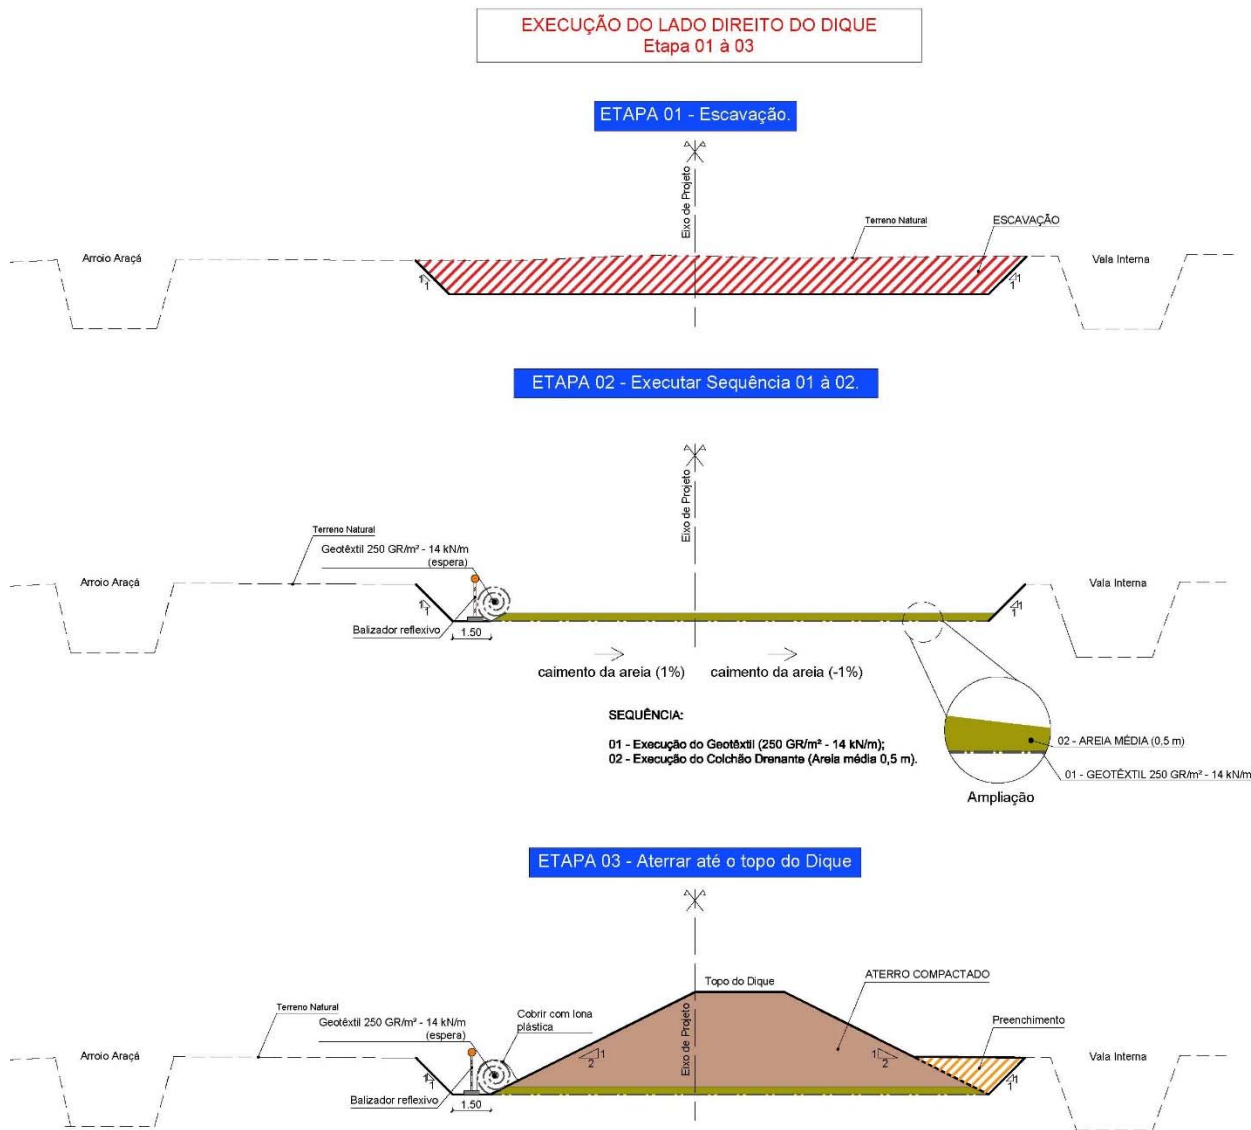 EXECUÇÃO DO LADO DIREITO DO DIQUE
Etapa 01 à 03
ETAPA 01 - Escavação.
Eixo de Projeto
Terreno Natural
ESCAVAÇÃO
Arroio Araçá
Vala Interna
1
1
1
1
ETAPA 02 - Executar Sequência 01 à 02.
Eixo de Projeto
Terreno Natural
Geotêxtil 250 GR/m² - 14 kN/m
(espera)
Arroio Araçá
Vala Interna
1
1
1
1
Balizador reflexivo
1.50
caimento da areia (1%)
caimento da areia (-1%)
SEQUÊNCIA:
01 - Execução do Geotêxtil (250 GR/m² - 14 kN/m);
02 - Execução do Colchão Drenante (Areia média 0,5 m).
02 - AREIA MÉDIA (0,5 m)
01 - GEOTÊXTIL 250 GR/m² - 14 kN/m
Ampliação
ETAPA 03 - Aterrar até o topo do Dique
Topo do Dique
ATERRO COMPACTADO
Terreno Natural
Geotêxtil 250 GR/m² - 14 kN/m
(espera)
Cobrir com lona
plástica
Eixo de Projeto
Preenchimento
Arroio Araçá
Vala Interna
1
2
1
2
1
1
1
1
Balizador reflexivo
1.50